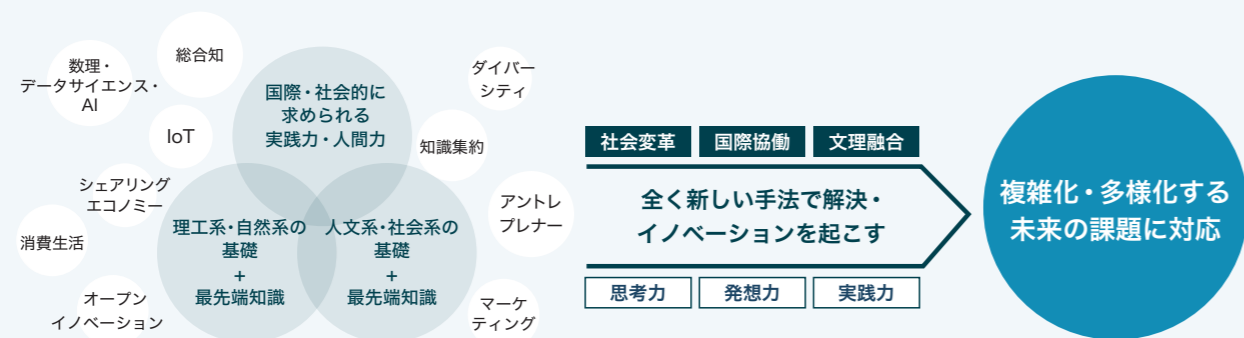 総合知
数理・
データサイエンス・
AI
IoT
シェアリング
エコノミー
消費生活
オープン
イノベーション
国際・社会的に
求められる
実践力・人間力
理工系・自然系の
基礎
+
最先端知識
人文系・社会系の
基礎
+
最先端知識
ダイバー
シティ
知識集約
アントレ
プレナー
マーケ
ティング
社会変革
国際協働
文理融合
全く新しい手法で解決・
イノベーションを起こす
思考力
発想力
実践力
複雑化・多様化する
未来の課題に対応